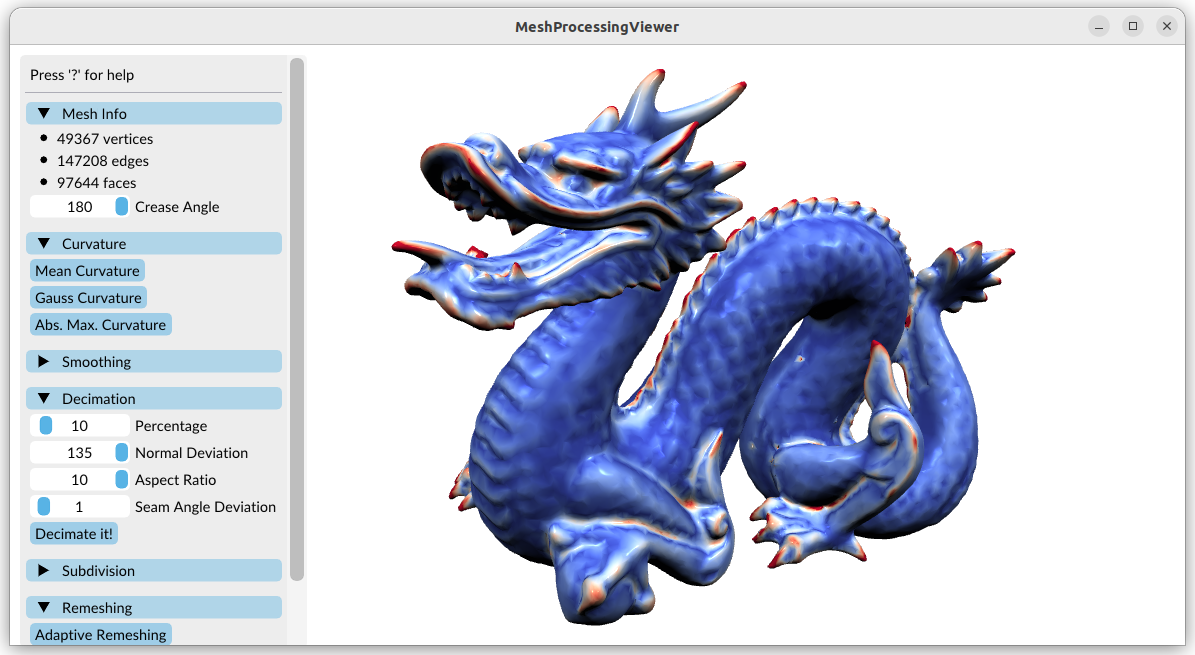 MeshProcessingViewer
Press '?' for help
Mesh Info
49367 vertices
147208 edges
97644 faces
180 Crease Angle
Curvature
Mean Curvature
Gauss Curvature
Abs. Max. Curvature
Smoothing
Decimation
10 Percentage
135 Normal Deviation
10 Aspect Ratio
1 Seam Angle Deviation
Decimate it!
Subdivision
Remeshing
Adaptive Remeshing